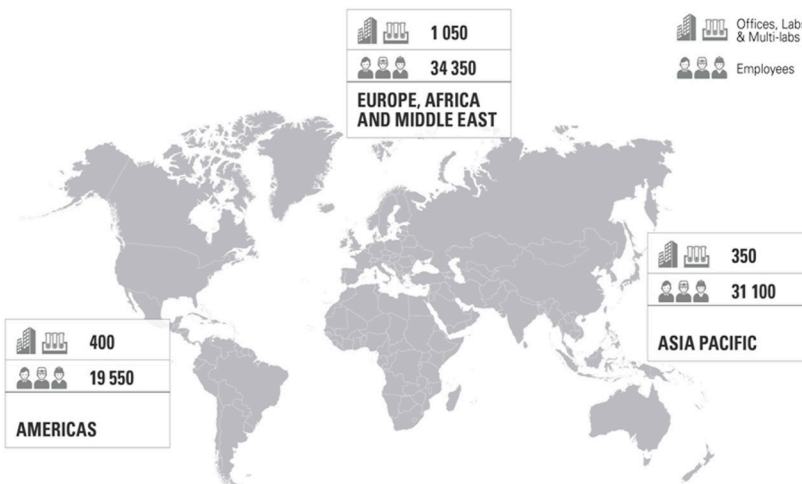 1 050
34 350
EUROPE, AFRICA
AND MIDDLE EAST
Offices, Labs
& Multi-labs
Employees
350
31 100
ASIA PACIFIC
400
19 550
AMERICAS